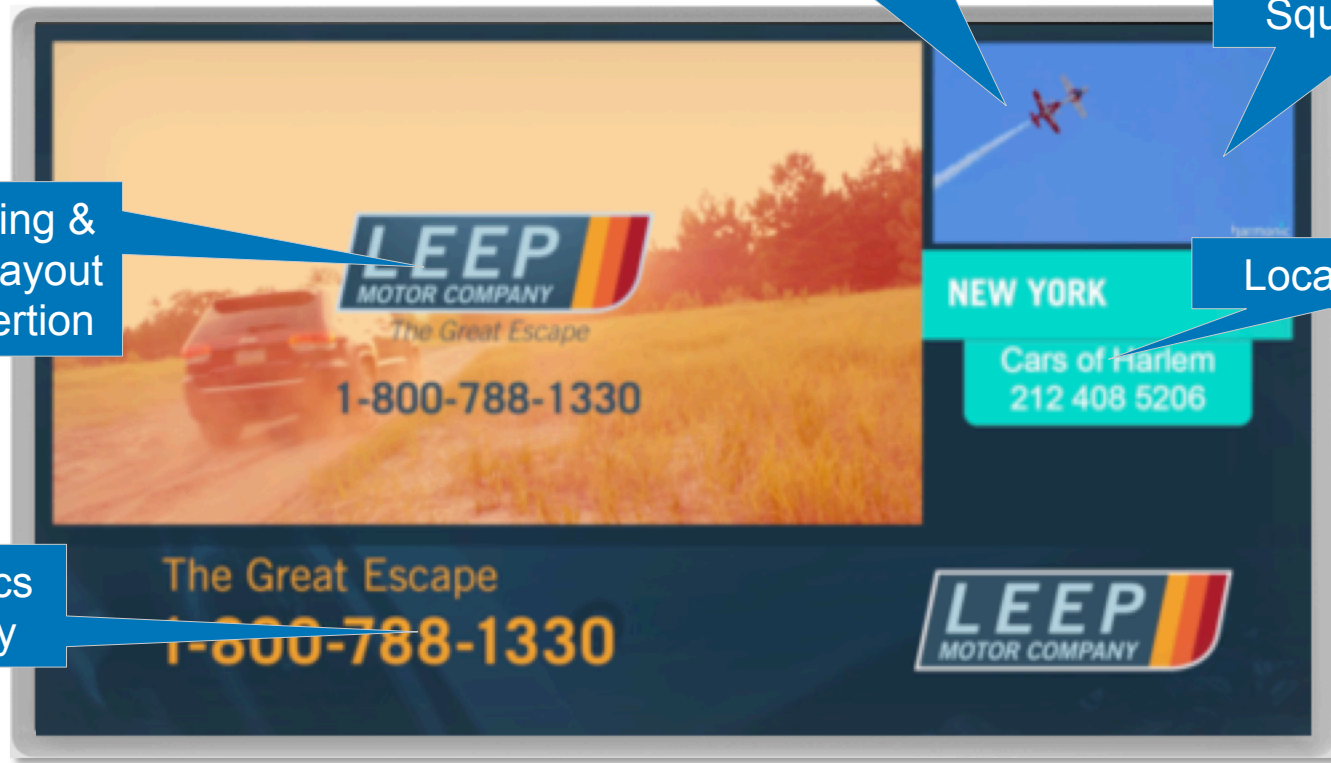 Squ
ing &
ayout
ertion
LEEP
MOTOR COMPANY
The Great Escape
1-800-788-1330
harmonic
NEW YORK
Loca
Cars of Harlem
212 408 5206
cs
y
The Great Escape
1-800-788-1330
LEEP
MOTOR COMPANY